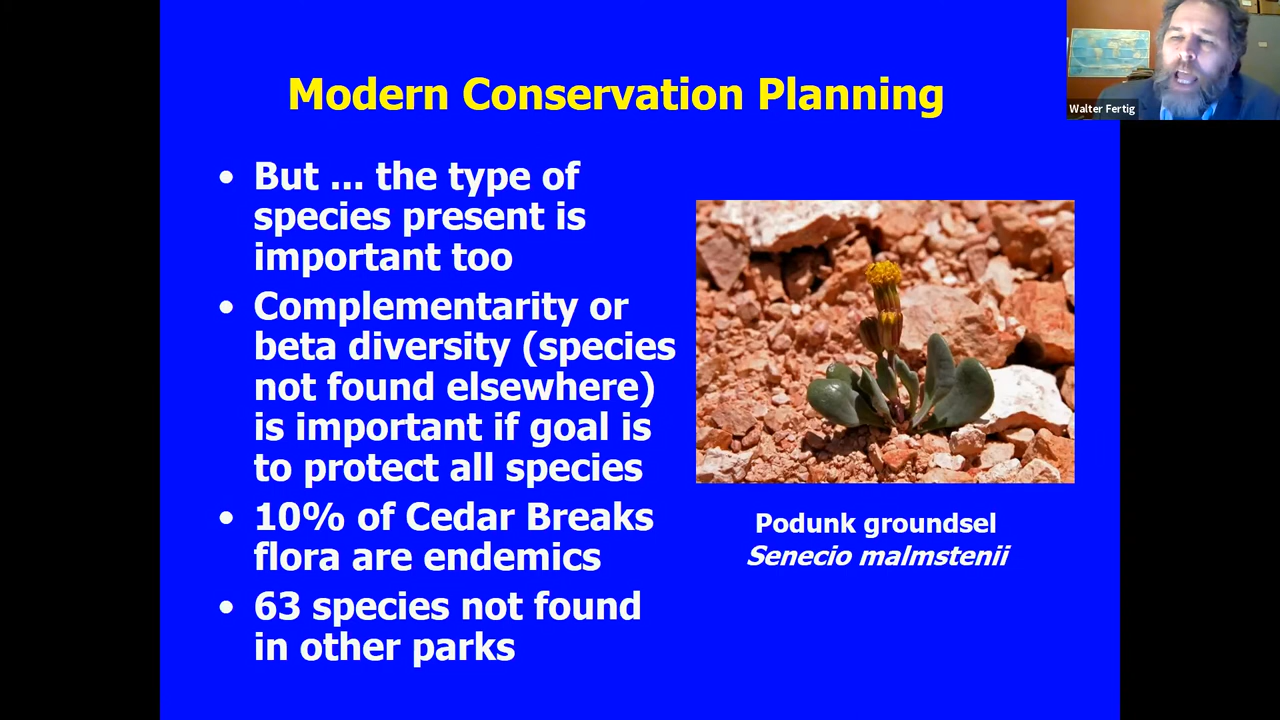 Modern Conservation Planning
Walter Fertig
• But ... the type of
species present is
important too
• Complementarity or
beta diversity (species
not found elsewhere)
is important if goal is
to protect all species
• 10% of Cedar Breaks
flora are endemics
• 63 species not found
in other parks
Podunk groundsel
Senecio malmstenii